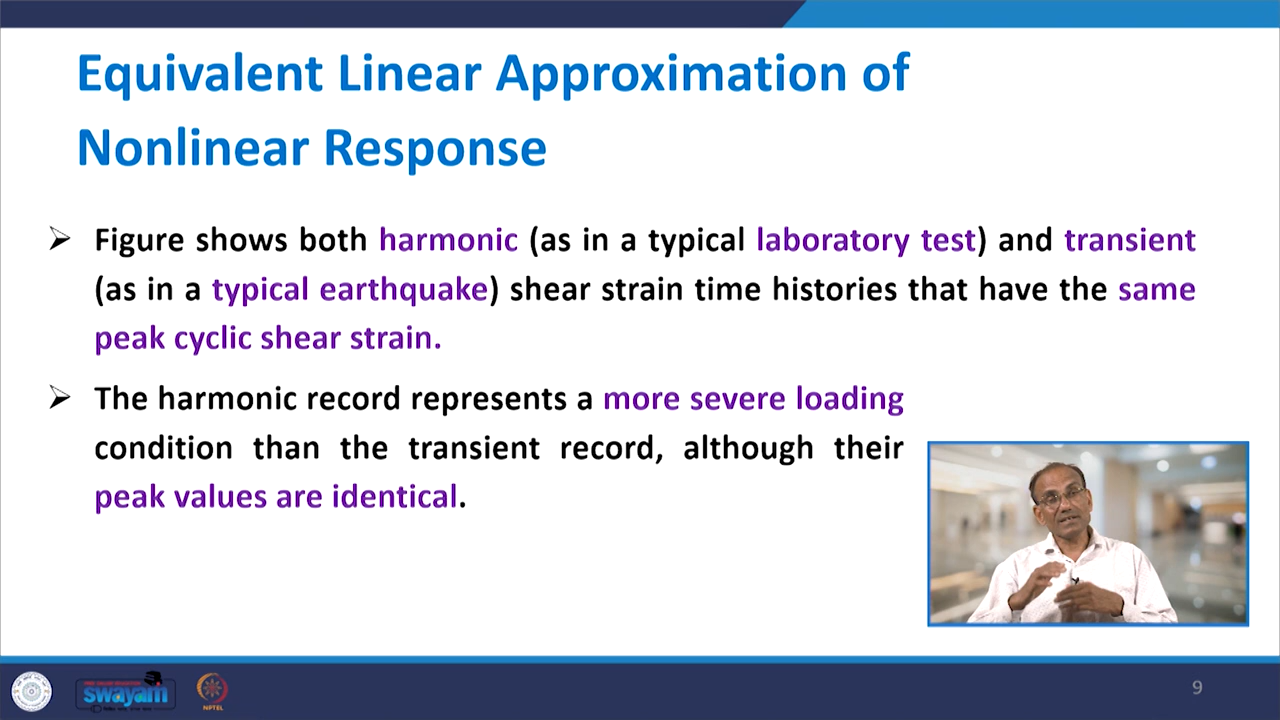 Equivalent Linear Approximation of
Nonlinear Response
➢ Figure shows both harmonic (as in a typical laboratory test) and transient
(as in a typical earthquake) shear strain time histories that have the same
peak cyclic shear strain.
➢ The harmonic record represents a more severe loading
condition than the transient record, although their
peak values are identical.
swayam
NPTEL
9